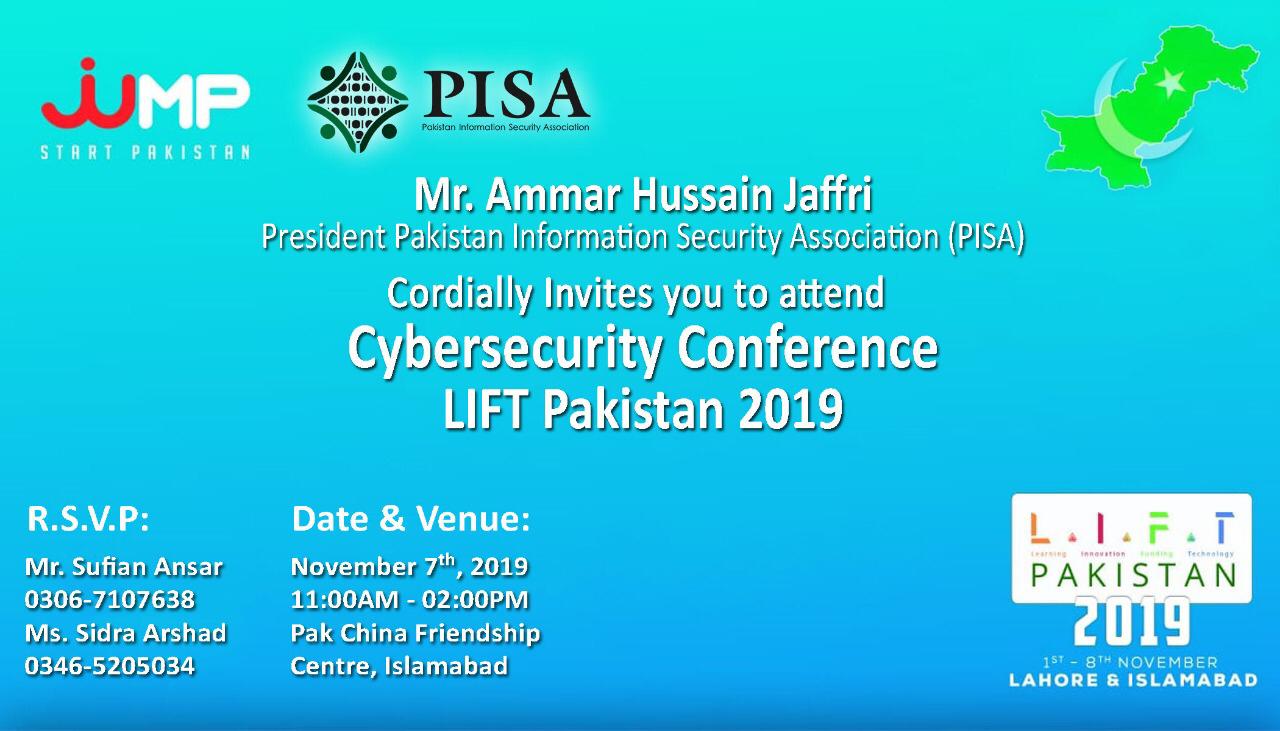 JUMP
START PAKISTAN
PISA
Pakistan Information Security Association
Mr. Ammar Hussain Jaffri
President Pakistan Information Security Association (PISA)
Cordially Invites you to attend
Cybersecurity Conference
LIFT Pakistan 2019
R.S.V.P:
Mr. Sufian Ansar
0306-7107638
Ms. Sidra Arshad
0346-5205034
Date & Venue:
November 7th, 2019
11:00AM - 02:00PM
Pak China Friendship
Centre, Islamabad
L.I.F.T
Learning Innovation Funding Technology
PAKISTAN
2019
1ST - 8TH NOVEMBER
LAHORE & ISLAMABAD